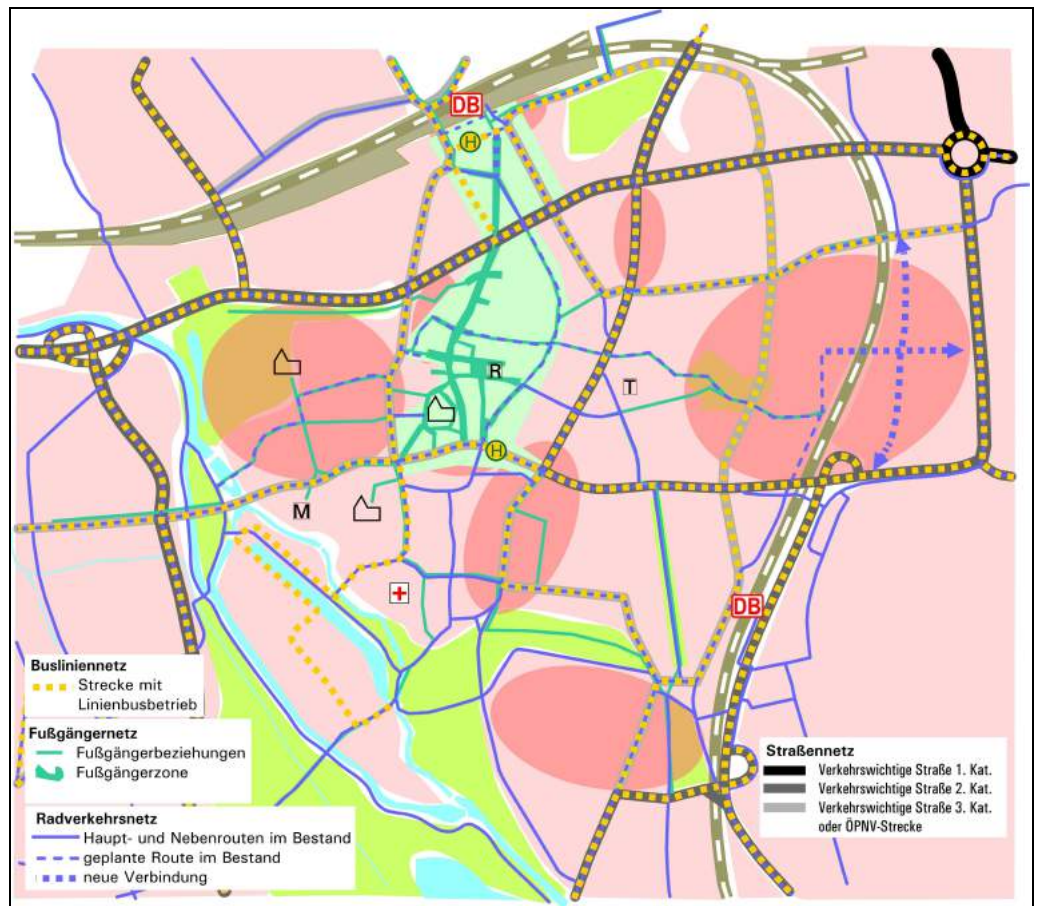 DB
H
R
T
H
M
DB
Busliniennetz
Strecke mit
Linienbusbetrieb
Fußgängernetz
Fußgängerbeziehungen
Fußgängerzone
Radverkehrsnetz
Haupt- und Nebenrouten im Bestand
geplante Route im Bestand
neue Verbindung
Straßennetz
Verkehrswichtige Straße 1. Kat.
Verkehrswichtige Straße 2. Kat.
Verkehrswichtige Straße 3. Kat.
oder ÖPNV-Strecke